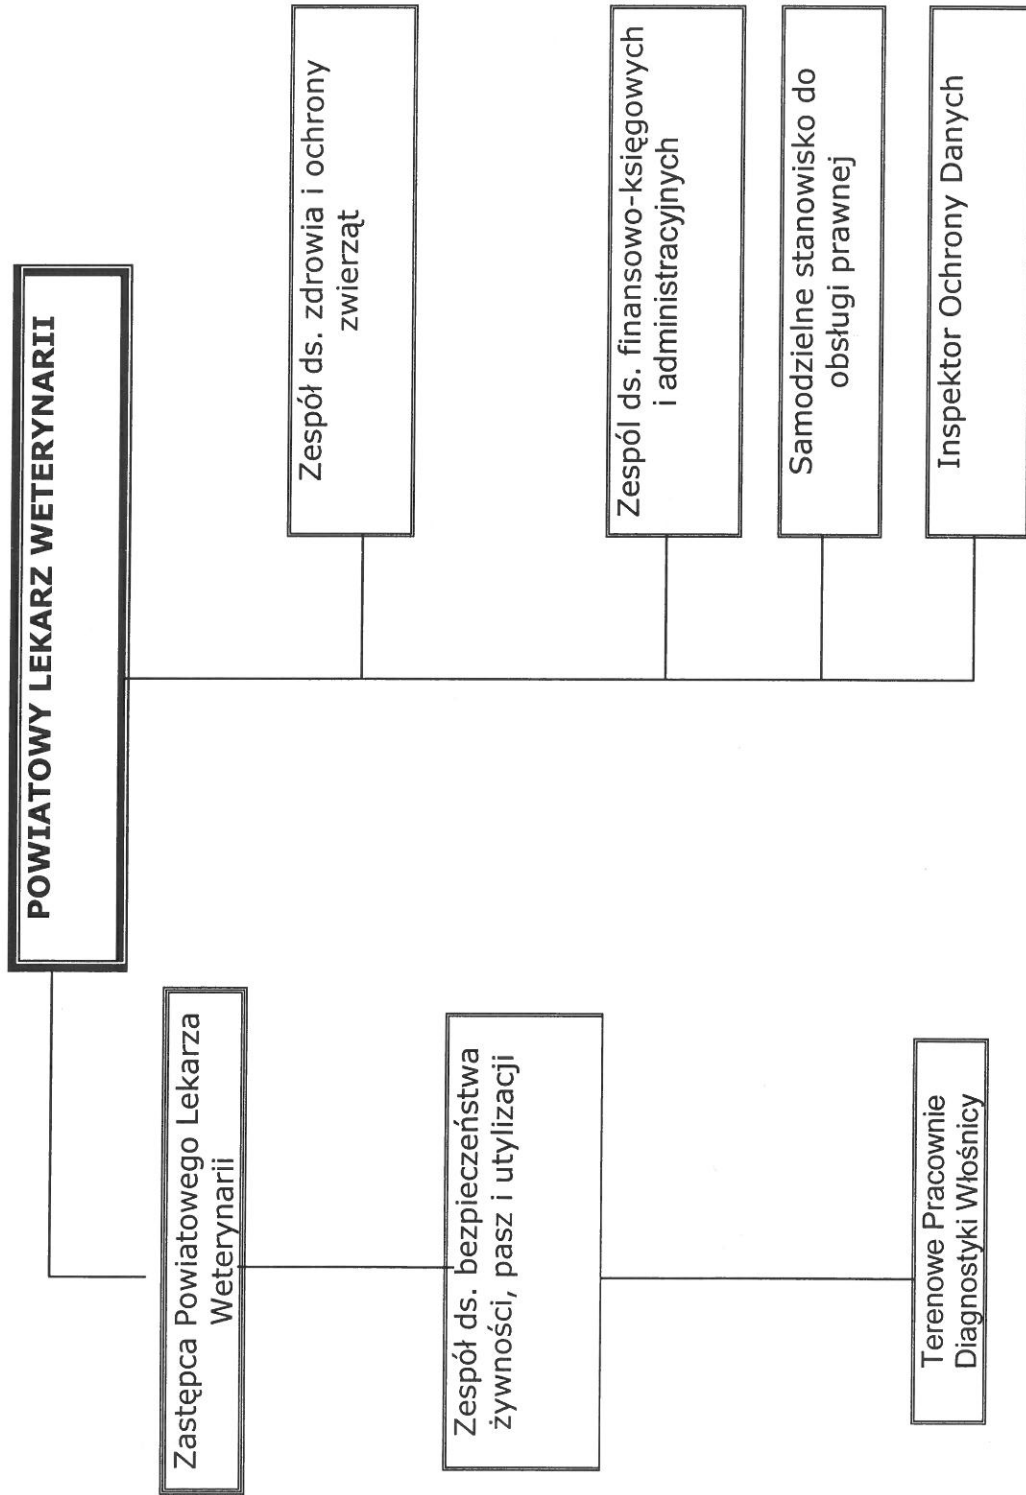 POWIATOWY LEKARZ WETERYNARII
Zastępca Powiatowego Lekarza
Weterynarii
Zespół ds. bezpieczeństwa
żywności, pasz i utylizacji
Terenowe Pracownie
Diagnostyki Włośnicy
Zespół ds. zdrowia i ochrony
zwierząt
Zespól ds. finansowo-księgowych
i administracyjnych
Samodzielne stanowisko do
obsługi prawnej
Inspektor Ochrony Danych